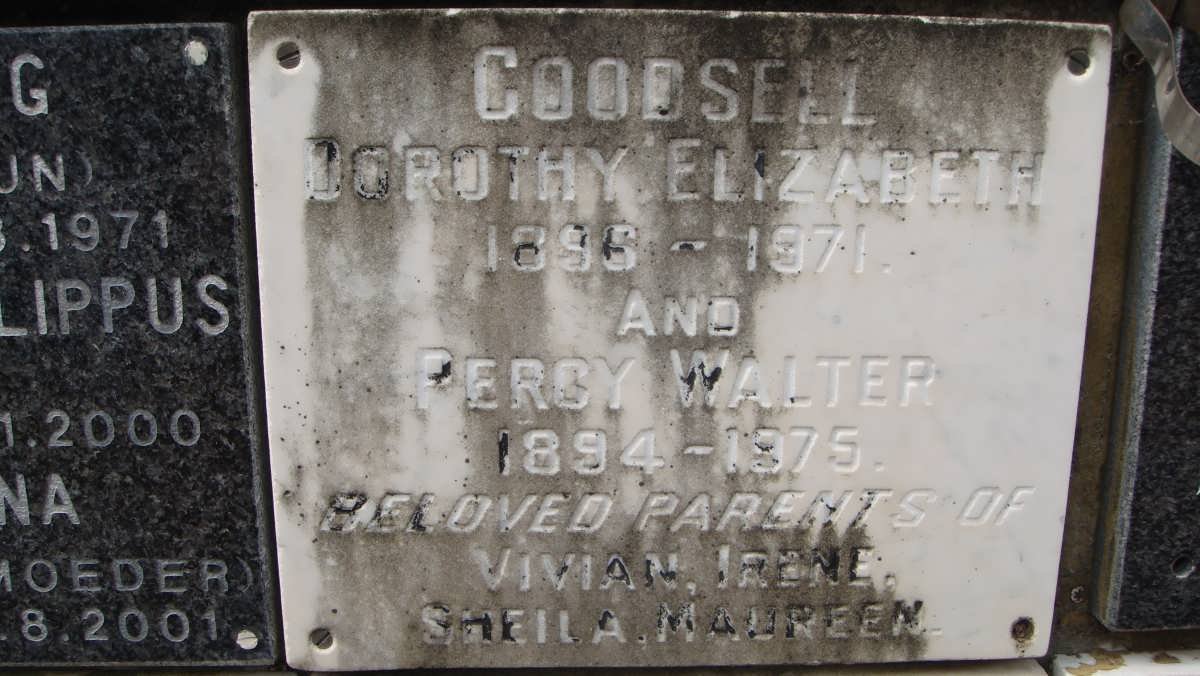 G
UN)
.1971
LIPPUS
1.2000
NA
MOEDER)
.8.2001
GOODSELL
DOROTHY ELIZABETH
1896 - 1971.
AND
PERCY WALTER
1894 - 1975.
BELOVED PARENTS OF
VIVIAN, IRENE,
SHEILA, MAUREEN.